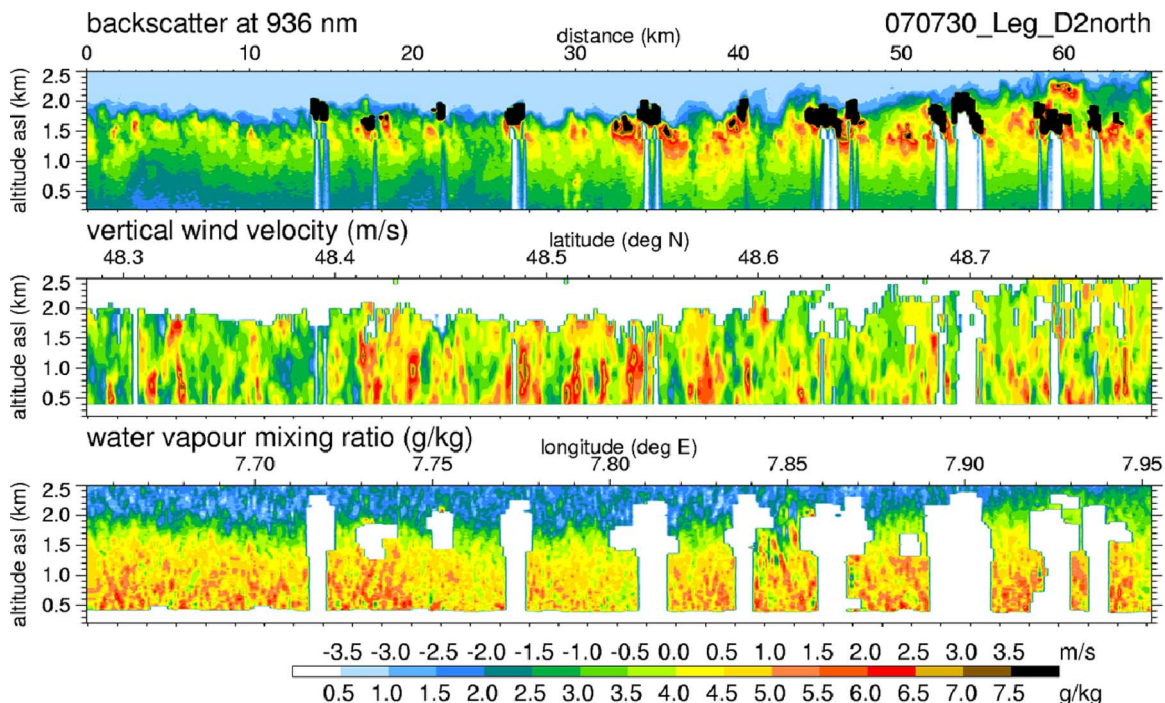 backscatter at 936 nm distance (km) 070730_Leg_D2north
0 10 20 30 40 50 60
altitude asl (km)
2.5
2.0
1.5
1.0
0.5
vertical wind velocity (m/s) latitude (deg N)
48.3 48.4 48.5 48.6 48.7
altitude asl (km)
2.5
2.0
1.5
1.0
0.5
water vapour mixing ratio (g/kg) longitude (deg E)
7.70 7.75 7.80 7.85 7.90 7.95
altitude asl (km)
2.5
2.0
1.5
1.0
0.5
-3.5 -3.0 -2.5 -2.0 -1.5 -1.0 -0.5 0.0 0.5 1.0 1.5 2.0 2.5 3.0 3.5 m/s
0.5 1.0 1.5 2.0 2.5 3.0 3.5 4.0 4.5 5.0 5.5 6.0 6.5 7.0 7.5 g/kg